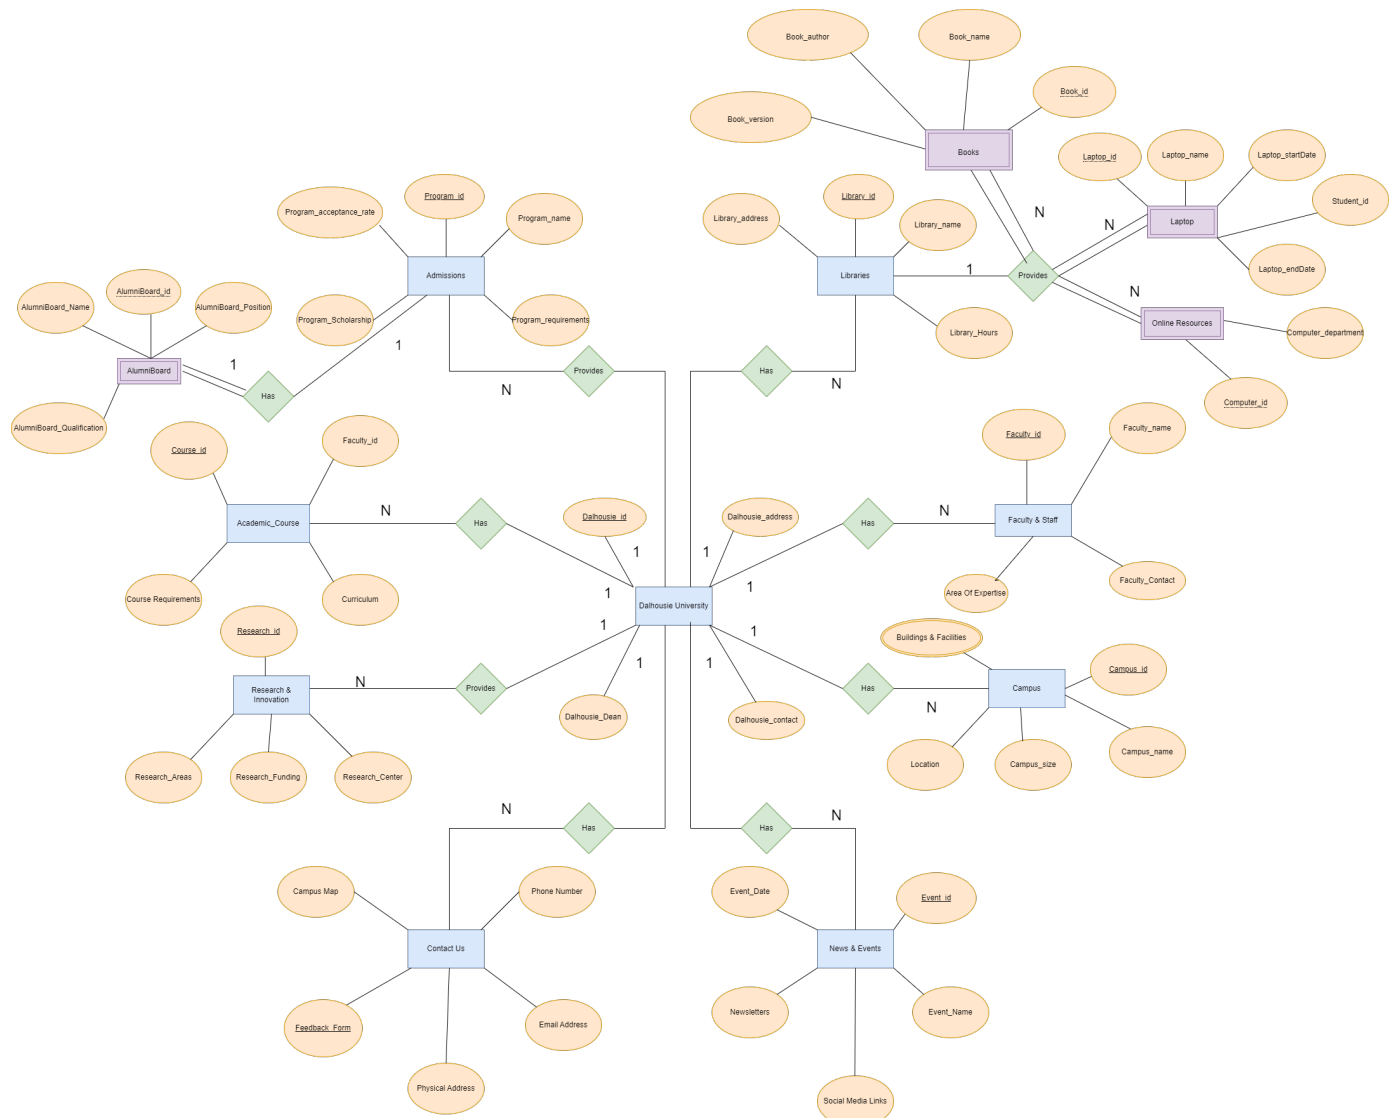 Book_author
Book_name
Book_id
Book_version
Books
Laptop_id
Laptop_name
Laptop_startDate
Student_id
Laptop
Laptop_endDate
N
N
N
Program_acceptance_rate
Program_id
Program_name
Admissions
Program_Scholarship
Program_requirements
Library_address
Library_id
Library_name
Libraries
1
Provides
Library_Hours
Online Resources
Computer_department
Computer_id
AlumniBoard_Name
AlumniBoard_id
AlumniBoard_Position
AlumniBoard
AlumniBoard_Qualification
1
Has
1
N
Provides
Has
N
Course_id
Faculty_id
Academic_Course
Course Requirements
Curriculum
N
Has
Dalhousie_id
Dalhousie_address
1
1
1
1
Dalhousie University
Has
N
Faculty_id
Faculty_name
Faculty & Staff
Area Of Expertise
Faculty_Contact
Research_id
Research &
Innovation
Research_Areas
Research_Funding
Research_Center
N
Provides
1
1
1
1
Dalhousie_Dean
Dalhousie_contact
Has
N
Buildings & Facilities
Campus_id
Campus
Location
Campus_size
Campus_name
N
Has
Has
N
Campus Map
Phone Number
Contact Us
Feedback_Form
Email Address
Physical Address
Event_Date
Event_id
News & Events
Newsletters
Event_Name
Social Media Links